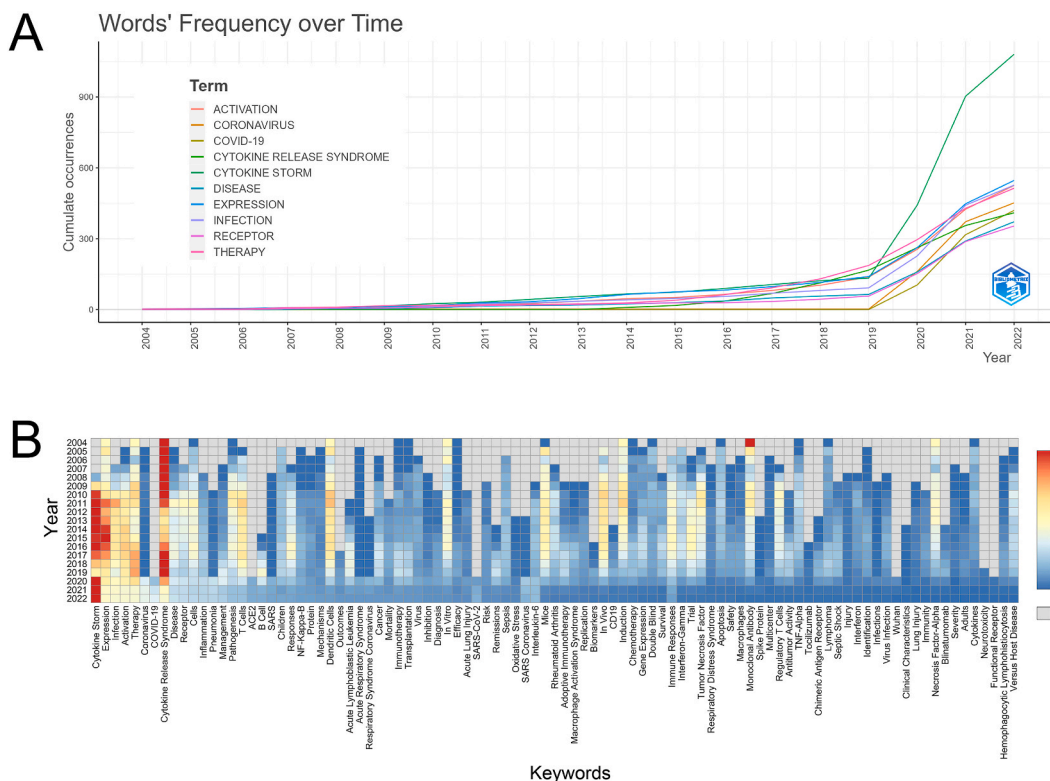 A
Words' Frequency over Time
Cumulate occurrences
900
600
300
0
Term
ACTIVATION
CORONAVIRUS
COVID-19
CYTOKINE RELEASE SYNDROME
CYTOKINE STORM
DISEASE
EXPRESSION
INFECTION
RECEPTOR
THERAPY
BIBLIOMETRIX
2004
2005
2006
2007
2008
2009
2010
2011
2012
2013
2014
2015
2016
2017
2018
2019
2020
2021
2022
Year
B
Year
2004
2005
2006
2007
2008
2009
2010
2011
2012
2013
2014
2015
2016
2017
2018
2019
2020
2021
2022
Cytokine Storm
Expression
Infection
Activation
Therapy
Coronavirus
COVID-19
Cytokine Release Syndrome
Disease
Receptor
Cells
Inflammation
Pneumonia
Management
Pathogenesis
T Cells
ACE2
B Cell
SARS
Children
Responses
NF-Kappa-B
Protein
Mechanisms
Dendritic Cells
Outcomes
Acute Lymphoblastic Leukemia
Acute Respiratory Syndrome
Respiratory Syndrome Coronavirus
Cancer
Mortality
Immunotherapy
Transplantation
Virus
Inhibition
Diagnosis
In Vitro
Efficacy
Acute Lung Injury
SARS-CoV-2
Risk
Remissions
Sepsis
Oxidative Stress
SARS Coronavirus
Interleukin-6
Mice
Rheumatoid Arthritis
Adoptive Immunotherapy
Macrophage Activation Syndrome
Replication
Biomarkers
In Vivo
CD19
Induction
Chemotherapy
Gene Expression
Double Blind
Survival
Immune Responses
Interferon-Gamma
Trial
Tumor Necrosis Factor
Respiratory Distress Syndrome
Apoptosis
Safety
Macrophages
Monoclonal Antibody
Spike Protein
Multicenter
Regulatory T Cells
Antitumor Activity
TNF-Alpha
Tocilizumab
Chimeric Antigen Receptor
Lymphoma
Septic Shock
Injury
Interferon
Identification
Infections
Virus Infection
Wuhan
Clinical Characteristics
Lung Injury
Immunity
Necrosis Factor-Alpha
Blinatumomab
Severity
Adults
Cytokines
Neurotoxicity
Functional Receptor
Hemophagocytic Lymphohistiocytosis
Versus Host Disease
Keywords